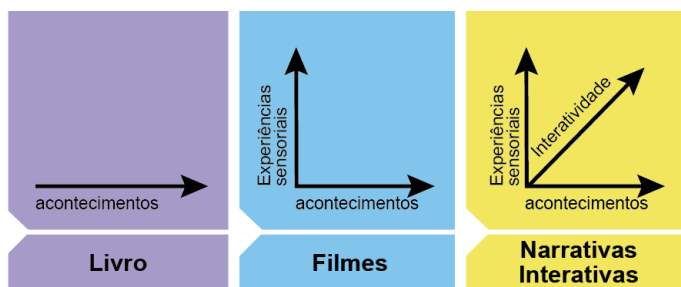 acontecimentos
Livro
Experiências
sensoriais
acontecimentos
Filmes
Experiências
sensoriais
Interatividade
acontecimentos
Narrativas
Interativas